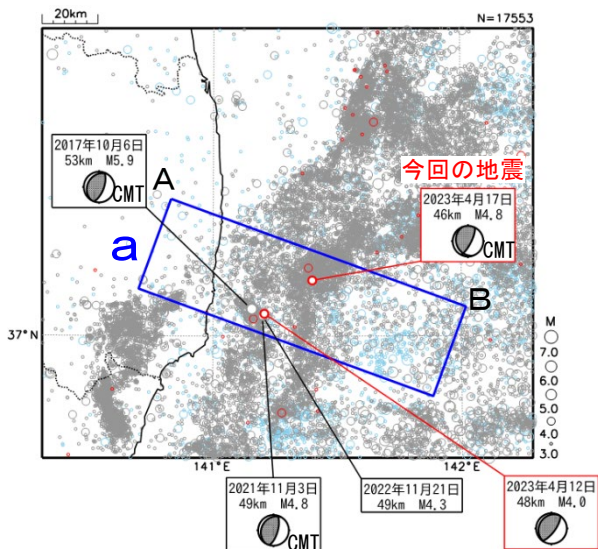 20km
N=17553
2017年10月6日
53km M5.9
CMT
A
今回の地震
2023年4月17日
46km M4.8
CMT
a
B
37°N
M
7.0
6.0
5.0
4.0
3.0
141°E
142°E
2021年11月3日
49km M4.8
CMT
2022年11月21日
49km M4.3
2023年4月12日
48km M4.0